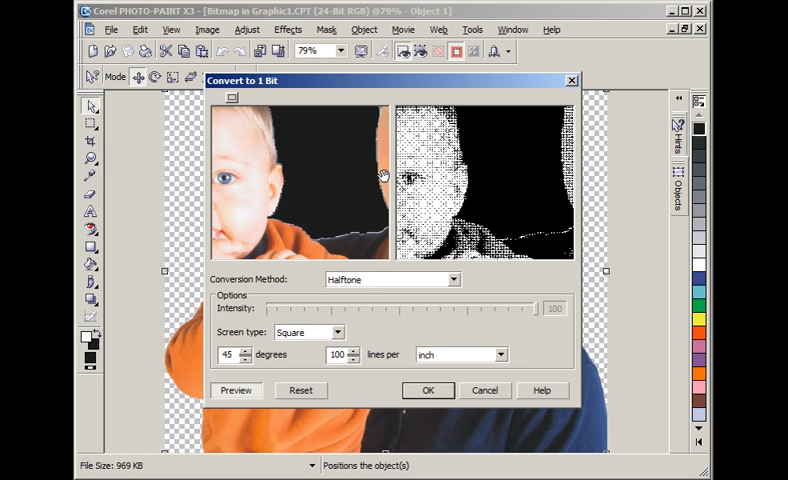 Corel PHOTO-PAINT X3 - [Bitmap in Graphic1.CPT (24-Bit RGB) @79% - Object 1]
File Edit View Image Adjust Effects Mask Object Movie Web Tools Window Help
79%
Mode
Convert to 1 Bit
Hints
Objects
Conversion Method: Halftone
Options
Intensity: 100
Screen type: Square
45 degrees 100 lines per inch
Preview Reset OK Cancel Help
File Size: 969 KB Positions the object(s)